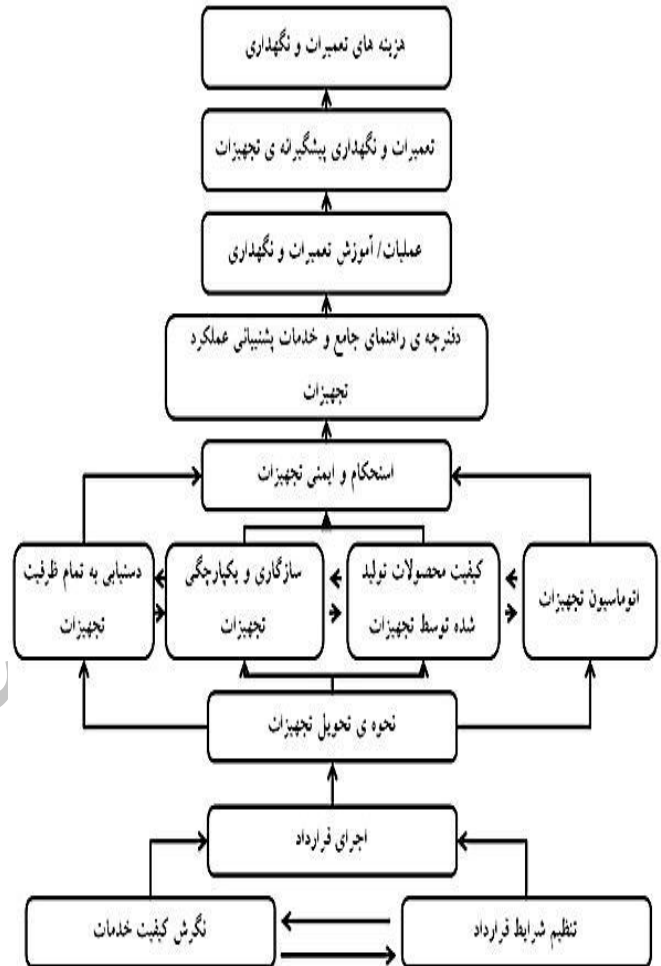 هزینه های تعمیرات و نگهداری
تعمیرات و نگهداری پیشگیرانه ی تجهیزات
عملیات/ آموزش تعمیرات و نگهداری
دفترچه ی راهنمای جامع و خدمات پشتیبانی عملکرد
تجهیزات
استحکام و ایمنی تجهیزات
اتوماسیون تجهیزات
کیفیت محصولات تولید
شده توسط تجهیزات
سازگاری و یکپارچگی
تجهیزات
دستیابی به تمام ظرفیت
تجهیزات
نحوه ی تحویل تجهیزات
اجرای قرارداد
تنظیم شرایط قرارداد
نگرش کیفیت خدمات